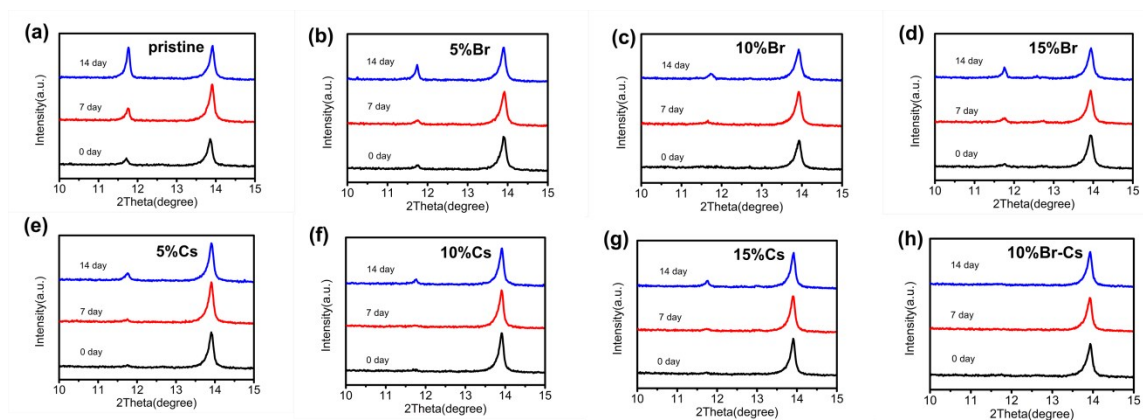 (a)
pristine
14 day
7 day
0 day
Intensity(a.u.)
10 11 12 13 14 15
2Theta(degree)
(b)
5%Br
14 day
7 day
0 day
Intensity(a.u.)
10 11 12 13 14 15
2Theta(degree)
(c)
10%Br
14 day
7 day
0 day
Intensity(a.u.)
10 11 12 13 14 15
2Theta(degree)
(d)
15%Br
14 day
7 day
0 day
Intensity(a.u.)
10 11 12 13 14 15
2Theta(degree)
(e)
5%Cs
14 day
7 day
0 day
Intensity(a.u.)
10 11 12 13 14 15
2Theta(degree)
(f)
10%Cs
14 day
7 day
0 day
Intensity(a.u.)
10 11 12 13 14 15
2Theta(degree)
(g)
15%Cs
14 day
7 day
0 day
Intensity(a.u.)
10 11 12 13 14 15
2Theta(degree)
(h)
10%Br-Cs
14 day
7 day
0 day
Intensity(a.u.)
10 11 12 13 14 15
2Theta(degree)